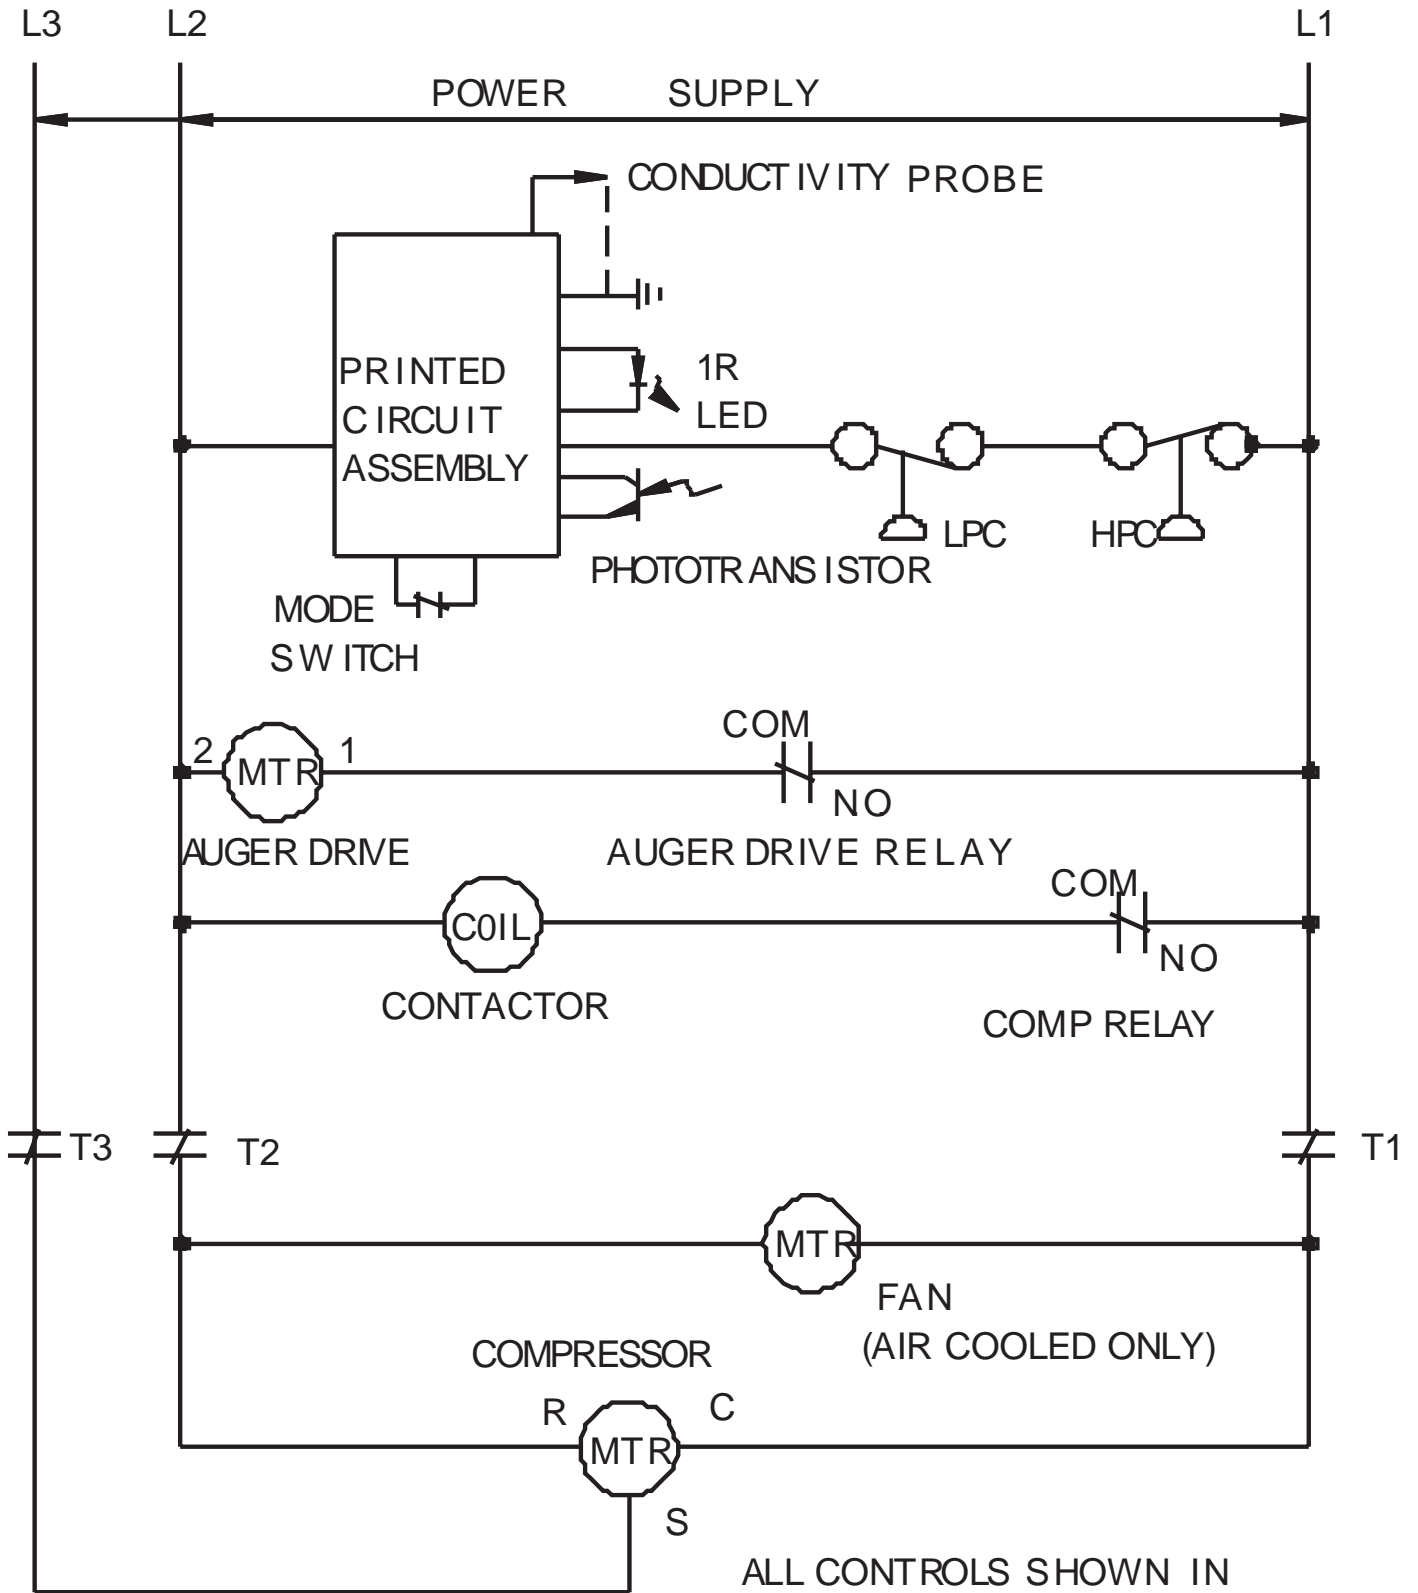 L3 L2 L1
POWER SUPPLY
CONDUCTIVITY PROBE
PRINTED
CIRCUIT
ASSEMBLY
1R
LED
LPC
HPC
PHOTOTRANSISTOR
MODE
SWITCH
COM
2 MTR 1
NO
AUGER DRIVE
AUGER DRIVE RELAY
COM
C0IL
NO
CONTACTOR
COMP RELAY
T3 T2 T1
MTR
FAN
(AIR COOLED ONLY)
COMPRESSOR
R C
MTR
S
ALL CONTROLS SHOWN IN